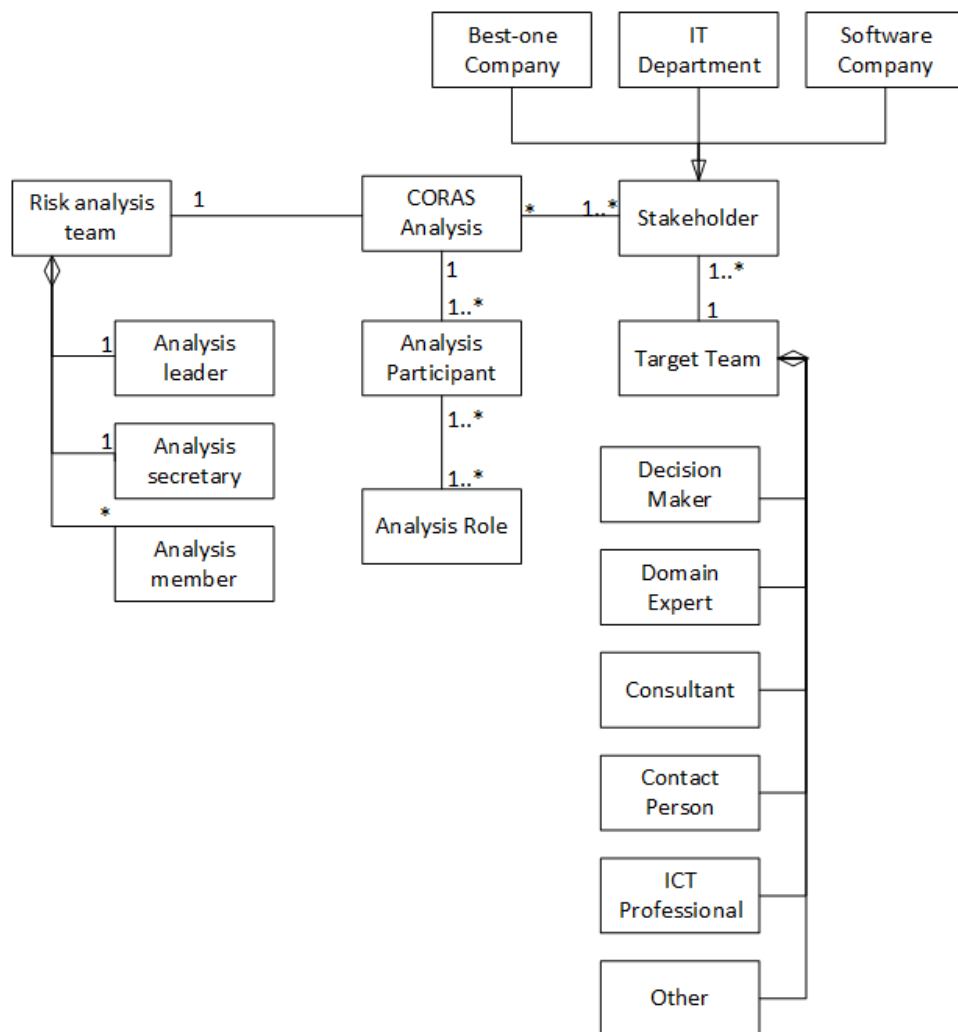 Best-one
Company
IT
Department
Software
Company
Risk analysis
team
1
CORAS
Analysis
*
1..*
Stakeholder
1
1..*
1..*
1
Analysis
leader
1
Analysis
Participant
Target Team
1..*
Analysis
secretary
1
1..*
Decision
Maker
Analysis Role
*
Analysis
member
Domain
Expert
Consultant
Contact
Person
ICT
Professional
Other